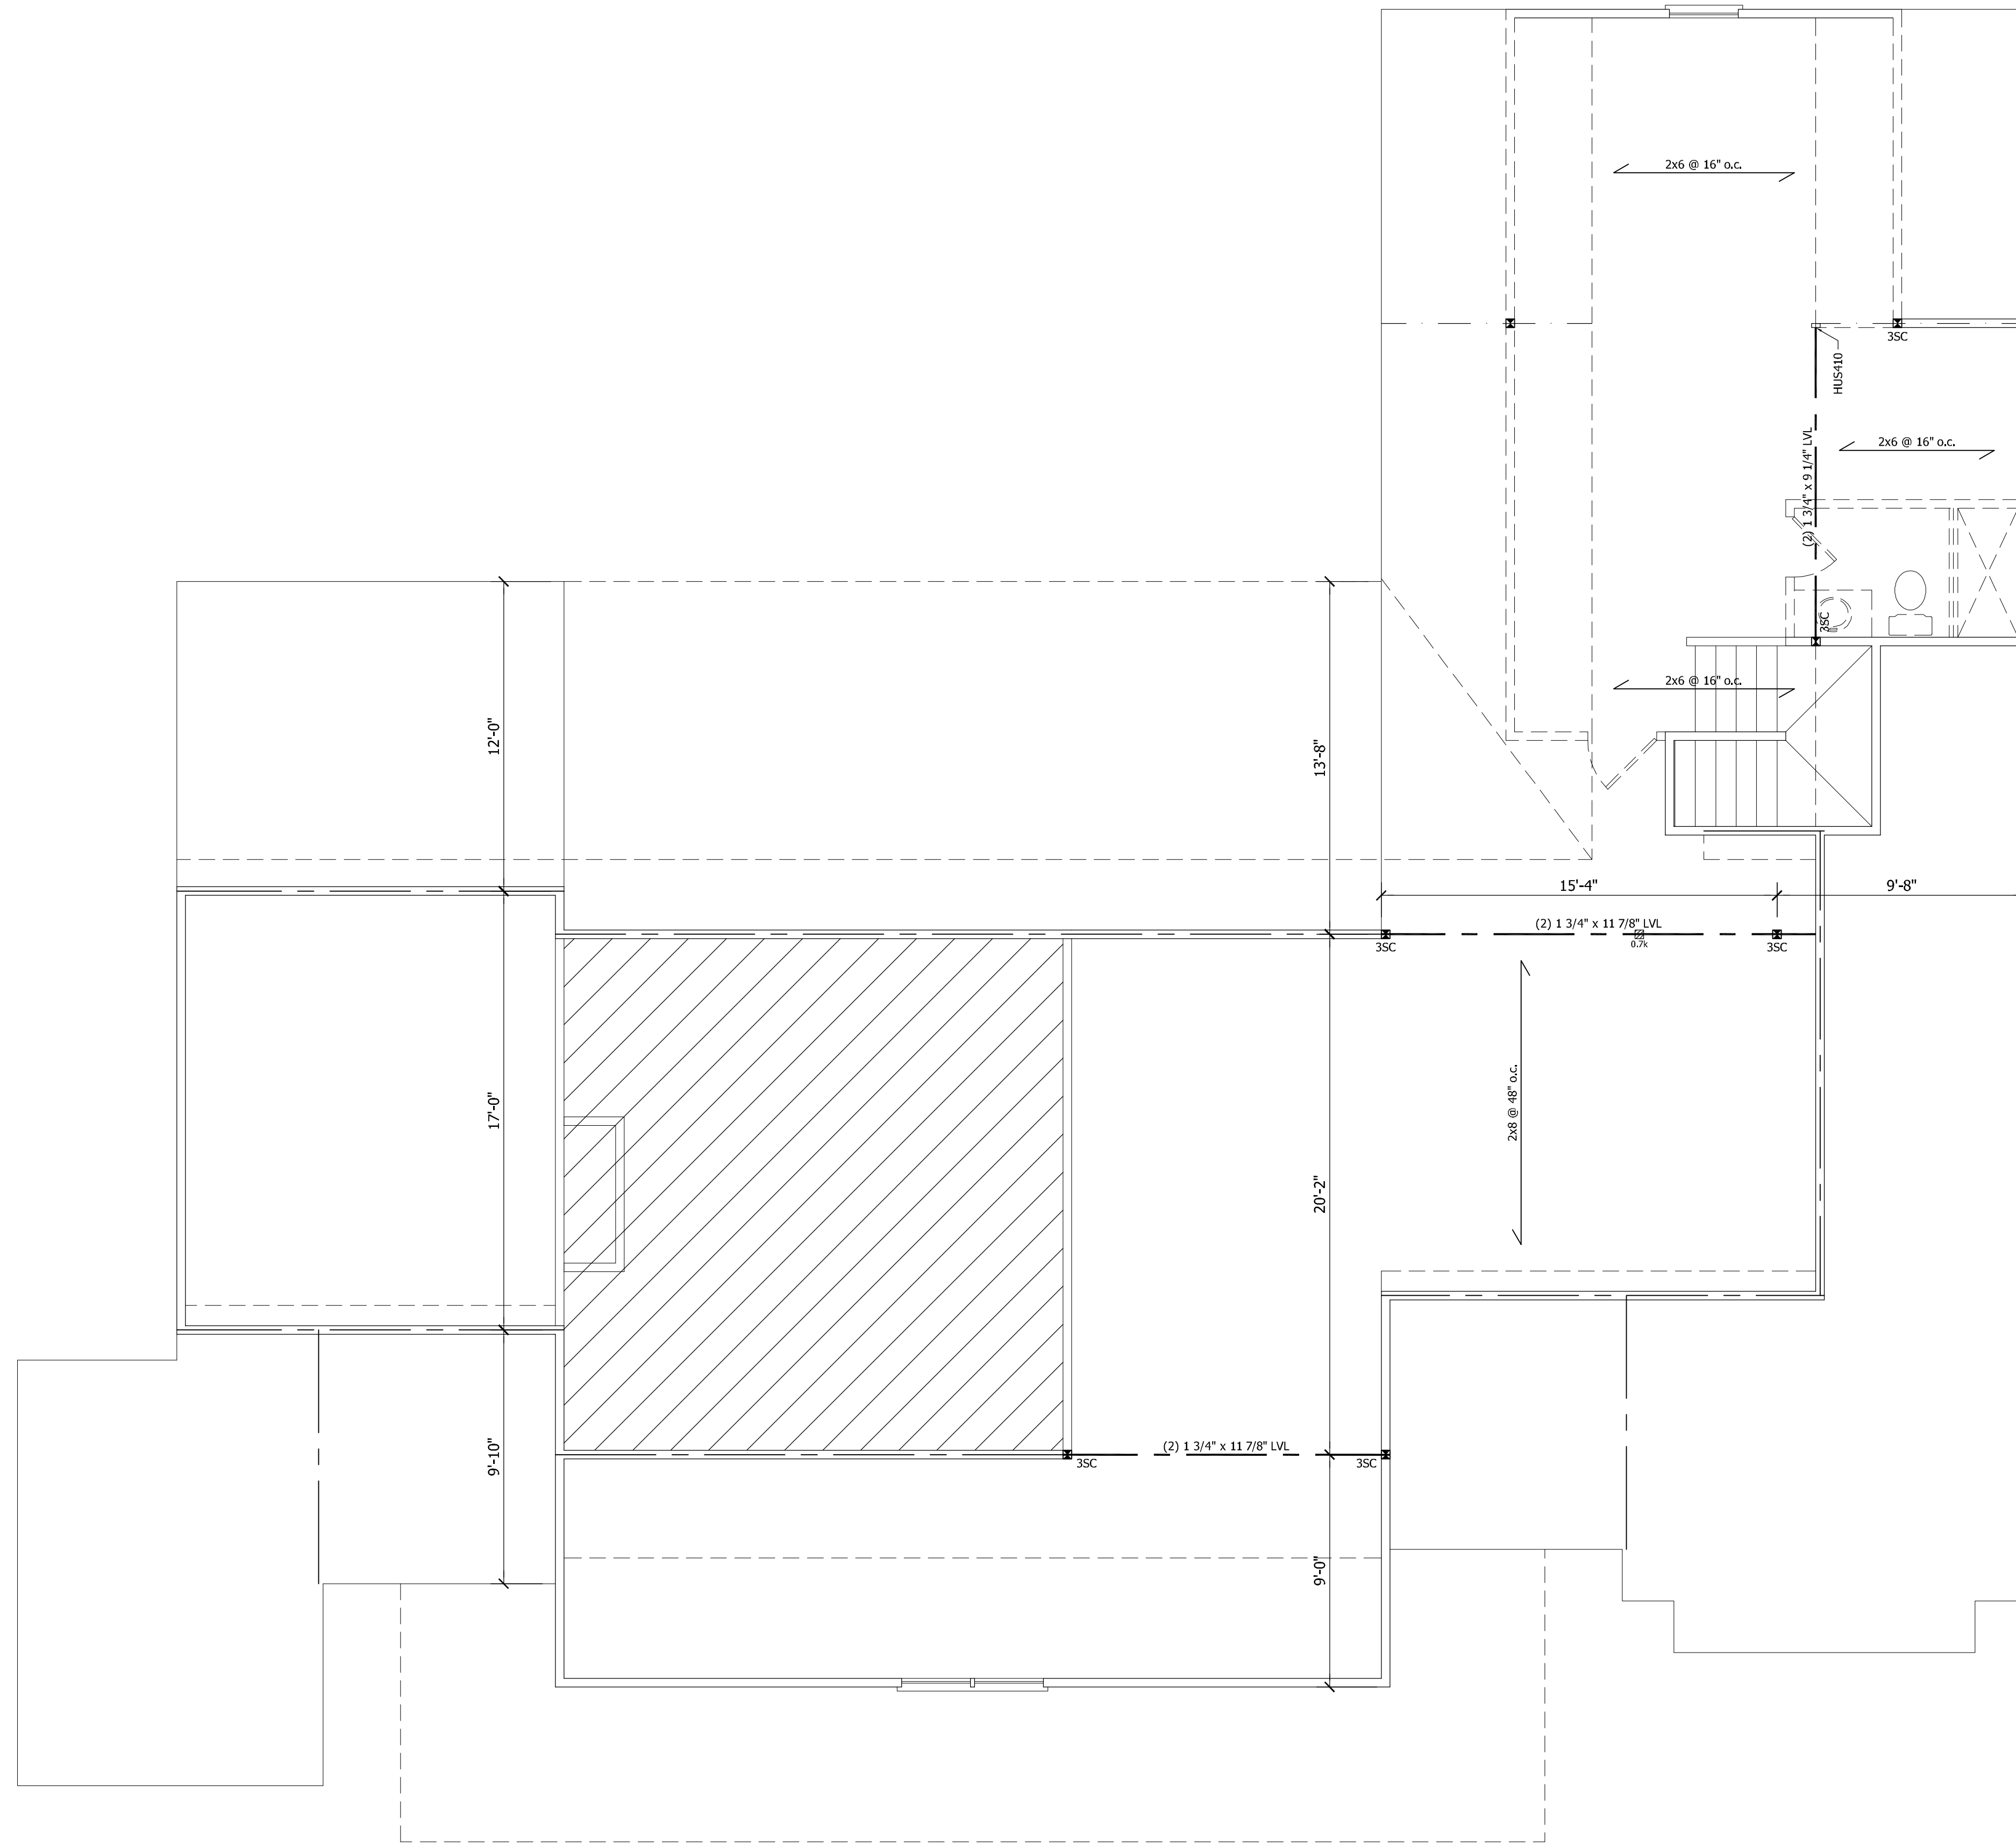 2x6 @ 16" o.c.
3SC
HUS410
2x6 @ 16" o.c.
(2) 1 3/4" x 9 1/4" LVL
3SC
2x6 @ 16" o.c.
12'-0"
13'-8"
15'-4"
9'-8"
(2) 1 3/4" x 11 7/8" LVL
3SC
0.7k
3SC
2x8 @ 48" o.c.
17'-0"
20'-2"
(2) 1 3/4" x 11 7/8" LVL
3SC
3SC
9'-10"
9'-0"